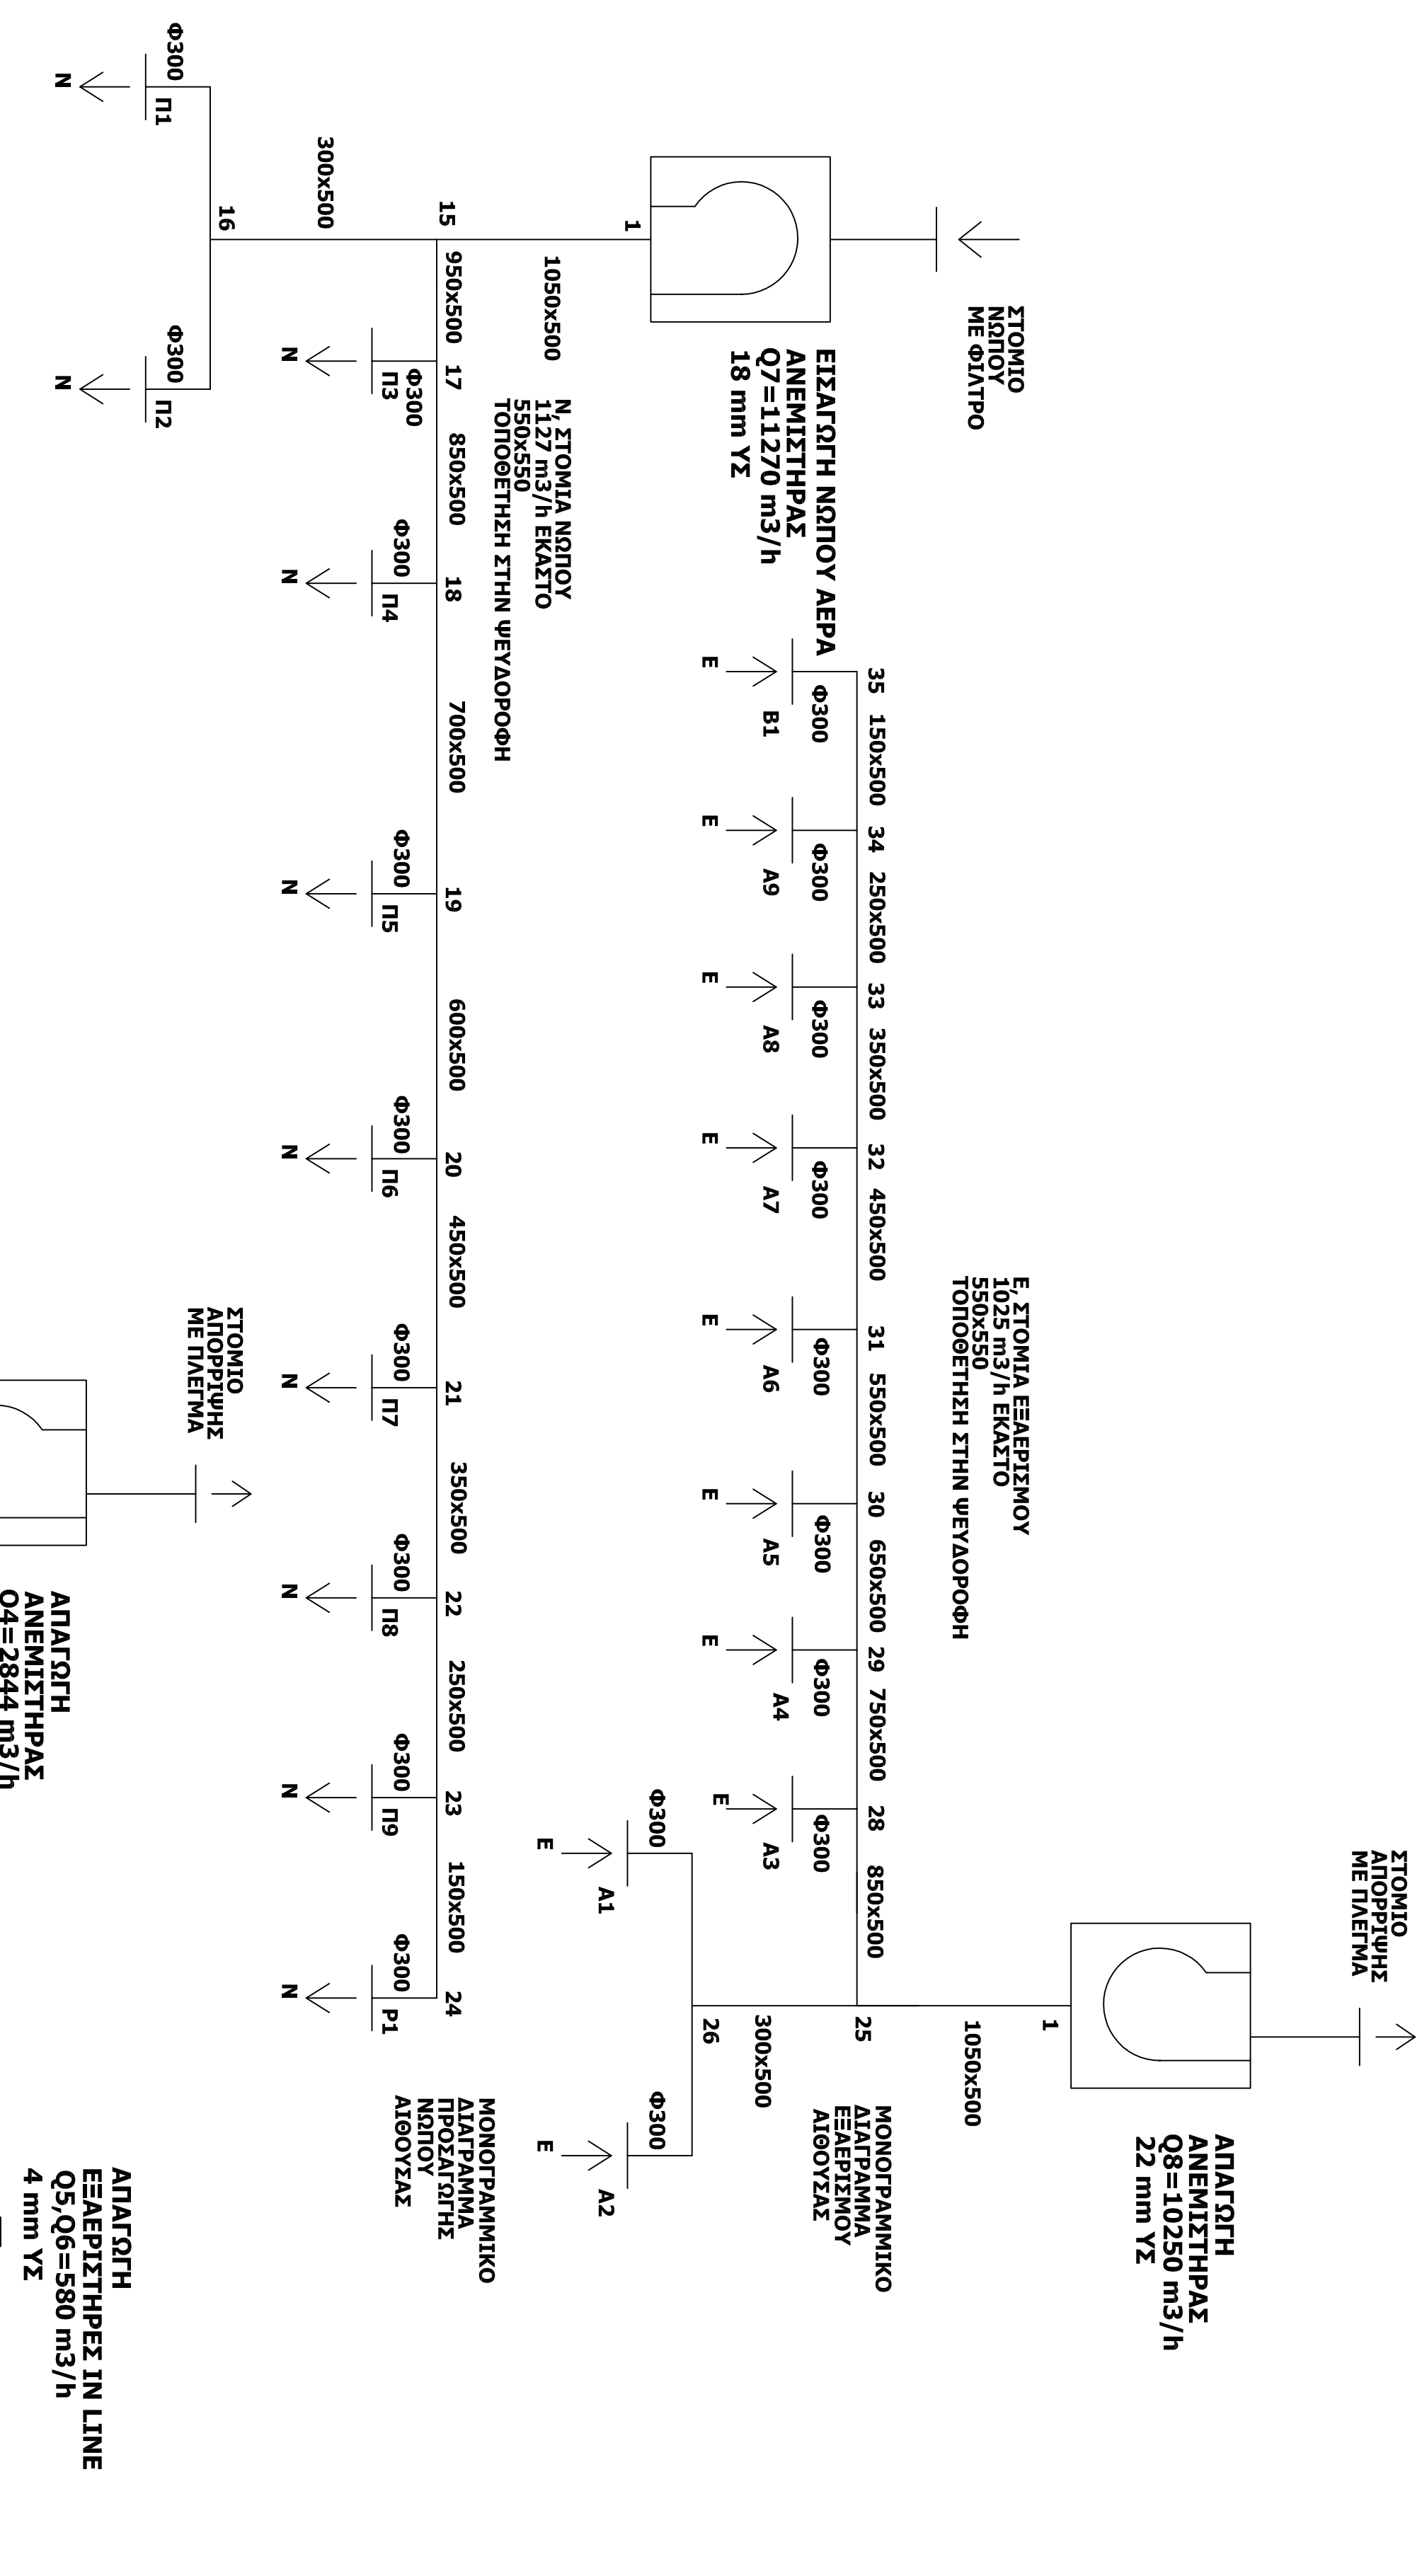 ΣΤΟΜΙΟ
ΑΠΟΡΡΙΨΗΣ
ΜΕ ΠΛΕΓΜΑ
ΑΠΑΓΩΓΗ
ΑΝΕΜΙΣΤΗΡΑΣ
Q8=10250 m3/h
22 mm ΥΣ
1
1050x500
ΣΤΟΜΙΟ
ΝΩΠΟΥ
ΜΕ ΦΙΛΤΡΟ
Ε, ΣΤΟΜΙΑ ΕΞΑΕΡΙΣΜΟΥ
1025 m3/h ΕΚΑΣΤΟ
550x550
ΤΟΠΟΘΕΤΗΣΗ ΣΤΗΝ ΨΕΥΔΟΡΟΦΗ
ΕΙΣΑΓΩΓΗ ΝΩΠΟΥ ΑΕΡΑ
ΑΝΕΜΙΣΤΗΡΑΣ
Q7=11270 m3/h
18 mm ΥΣ
35 150x500 34 250x500 33 350x500 32 450x500 31 550x500 30 650x500 29 750x500 28 850x500 25
Φ300 Φ300 Φ300 Φ300 Φ300 Φ300 Φ300 Φ300
Β1 Α9 Α8 Α7 Α6 Α5 Α4 Α3
Ε Ε Ε Ε Ε Ε Ε Ε
300x500
26
ΜΟΝΟΓΡΑΜΜΙΚΟ
ΔΙΑΓΡΑΜΜΑ
ΕΞΑΕΡΙΣΜΟΥ
ΑΙΘΟΥΣΑΣ
Φ300 Φ300
Α1 Α2
Ε Ε
1
1050x500
Ν, ΣΤΟΜΙΑ ΝΩΠΟΥ
1127 m3/h ΕΚΑΣΤΟ
550x550
ΤΟΠΟΘΕΤΗΣΗ ΣΤΗΝ ΨΕΥΔΟΡΟΦΗ
15 950x500 17 850x500 18 700x500 19 600x500 20 450x500 21 350x500 22 250x500 23 150x500 24
Φ300 Φ300 Φ300 Φ300 Φ300 Φ300 Φ300 Φ300
Π3 Π4 Π5 Π6 Π7 Π8 Π9 Ρ1
Ν Ν Ν Ν Ν Ν Ν Ν
ΜΟΝΟΓΡΑΜΜΙΚΟ
ΔΙΑΓΡΑΜΜΑ
ΠΡΟΣΑΓΩΓΗΣ
ΝΩΠΟΥ
ΑΙΘΟΥΣΑΣ
300x500
16
Φ300 Φ300
Π1 Π2
Ν Ν
ΣΤΟΜΙΟ
ΑΠΟΡΡΙΨΗΣ
ΜΕ ΠΛΕΓΜΑ
ΑΠΑΓΩΓΗ
ΑΝΕΜΙΣΤΗΡΑΣ
Q4=2844 m3/h
ΑΠΑΓΩΓΗ
ΕΞΑΕΡΙΣΤΗΡΕΣ IN LINE
Q5,Q6=580 m3/h
4 mm ΥΣ